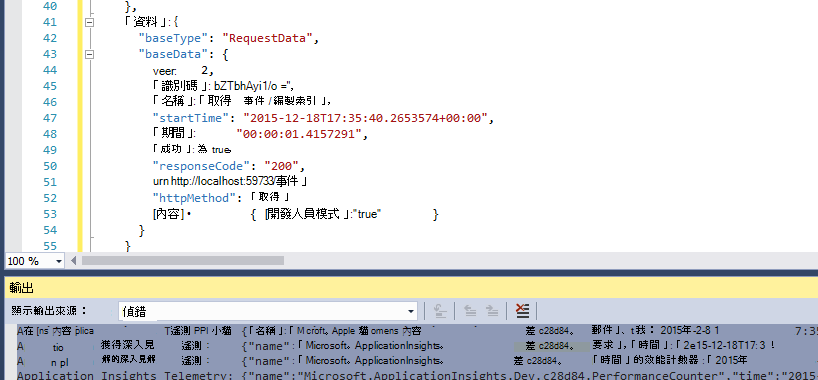 40 },
41 「資料」:{
42 "baseType": "RequestData",
43 "baseData": {
44 veer: 2,
45 「識別碼」: bZTbhAyi1/o =",
46 「名稱」:「取得 事件 /編製索引」,
47 "startTime": "2015-12-18T17:35:40.2653574+00:00",
48 「期間」: "00:00:01.4157291",
49 「成功」:為 true。
50 "responseCode": "200",
51 urn http://localhost:59733/事件」
52 "httpMethod":「取得」
53 [內容] • { [開發人員模式」:"true" }
54 }
55 }
100 %
輸出
顯示輸出來源： 偵錯
A在 [ns 內容 plica T遙測 PPI 小貓 {「名稱」:「M croft。Apple 貓 omens 內容 差 c28d84。 郵件」、t我： 2015年-2-8 1 7:35
A tio 獲得深入見 遙測： {"name":「Microsoft。ApplicationInsights。 差 c28d84。 要求」,「時間」:「2e15-12-18T17:3 !
A n pl 解的深入見解 遙測： {"name":「Microsoft。ApplicationInsights。 差 c28d84。 「時間」的效能計數器:「2015年
Application Insights Telemetry: {"name":"Microsoft.ApplicationInsights.Dev.c28d84.PerformanceCounter","time":"2015-